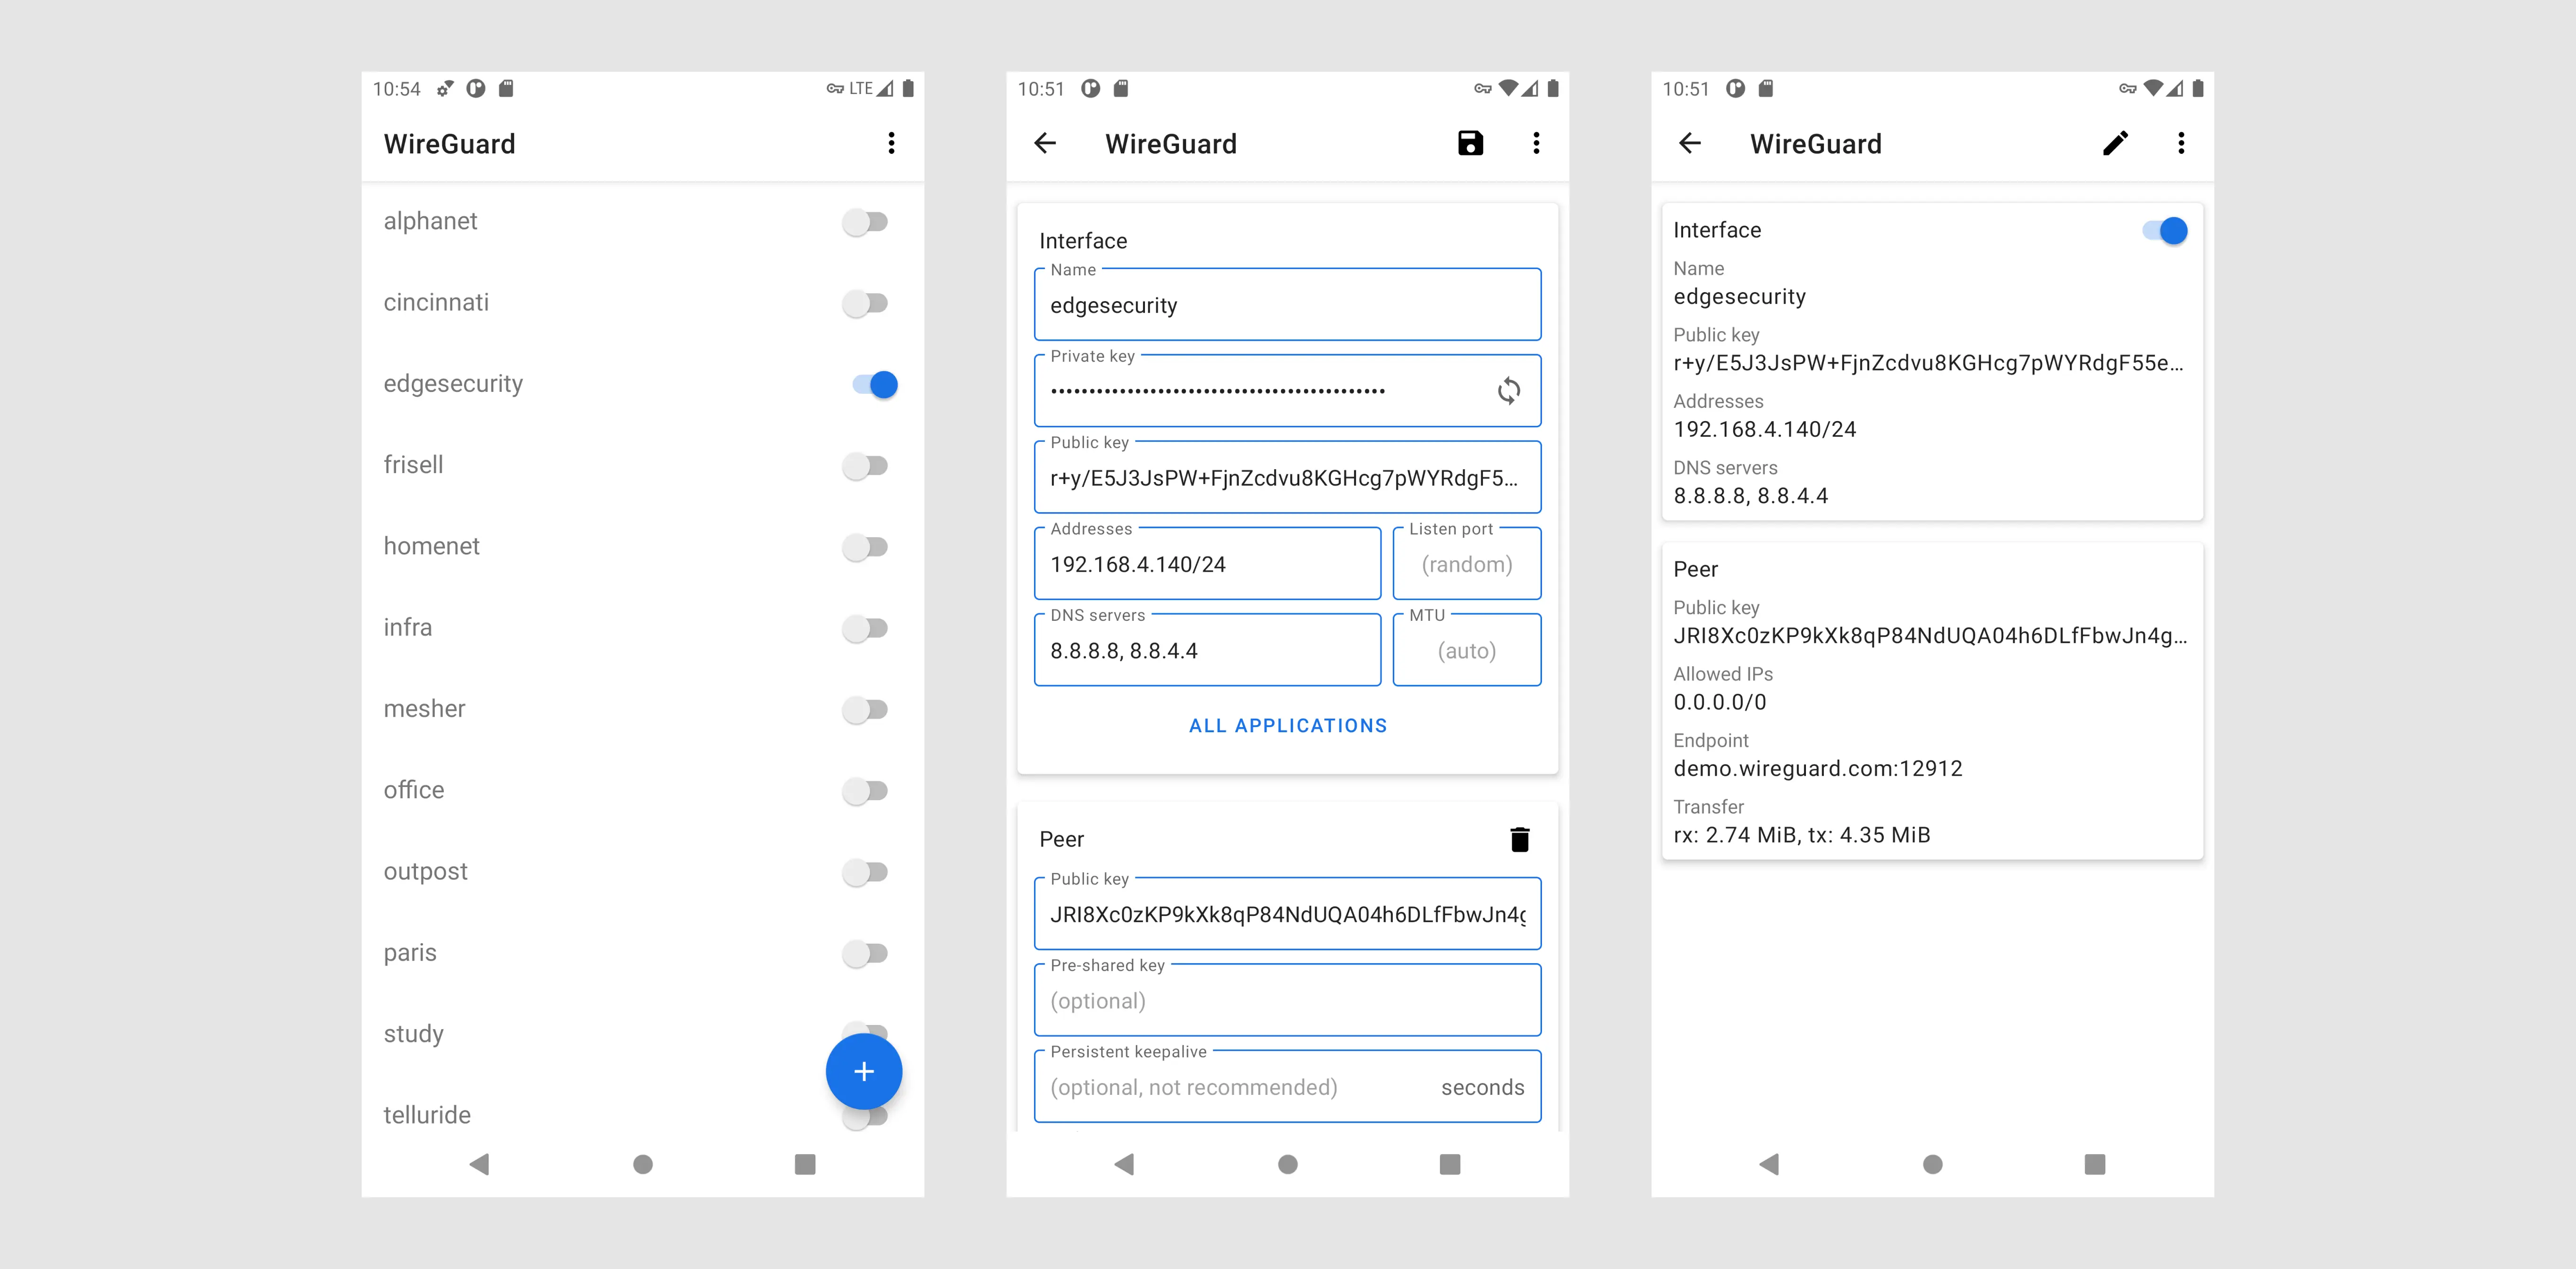 10:54
LTE
WireGuard
alphanet
cincinnati
edgesecurity
frisell
homenet
infra
mesher
office
outpost
paris
study
telluride
10:51
WireGuard
Interface
Name
edgesecurity
Private key
••••••••••••••••••••••••••••••••••••••••••••
Public key
r+y/E5J3JsPW+FjnZcdvu8KGHcg7pWYRdgF5…
Addresses
192.168.4.140/24
Listen port
(random)
DNS servers
8.8.8.8, 8.8.4.4
MTU
(auto)
ALL APPLICATIONS
Peer
Public key
JRI8Xc0zKP9kXk8qP84NdUQA04h6DLfFbwJn4g
Pre-shared key
(optional)
Persistent keepalive
(optional, not recommended) seconds
10:51
WireGuard
Interface
Name
edgesecurity
Public key
r+y/E5J3JsPW+FjnZcdvu8KGHcg7pWYRdgF55e…
Addresses
192.168.4.140/24
DNS servers
8.8.8.8, 8.8.4.4
Peer
Public key
JRI8Xc0zKP9kXk8qP84NdUQA04h6DLfFbwJn4g…
Allowed IPs
0.0.0.0/0
Endpoint
demo.wireguard.com:12912
Transfer
rx: 2.74 MiB, tx: 4.35 MiB